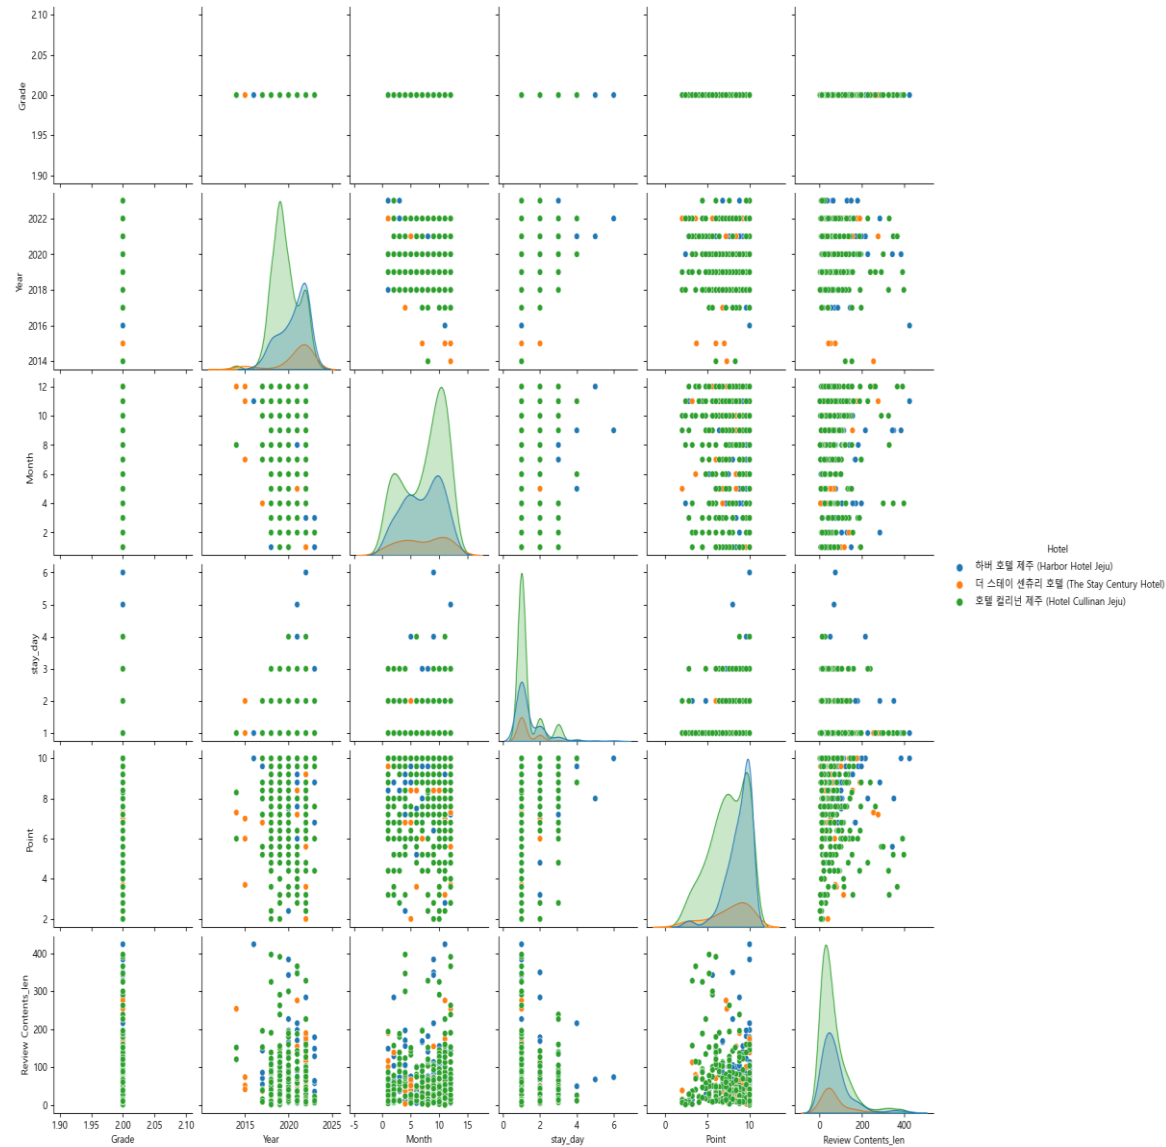 2.10
2.05
2.00
1.95
1.90
Grade
2022
2020
2018
2016
2014
Year
12
10
8
6
4
2
Month
Hotel
하버 호텔 제주 (Harbor Hotel Jeju)
더 스테이 센츄리 호텔 (The Stay Century Hotel)
호텔 컬리넌 제주 (Hotel Cullinan Jeju)
6
5
4
3
2
1
stay_day
10
8
6
4
2
Point
400
300
200
100
0
Review Contents_len
1.90 1.95 2.00 2.05 2.10
2015 2020 2025
-5 0 5 10 15
0 2 4 6
0 5 10
0 200 400
Grade
Year
Month
stay_day
Point
Review Contents_len